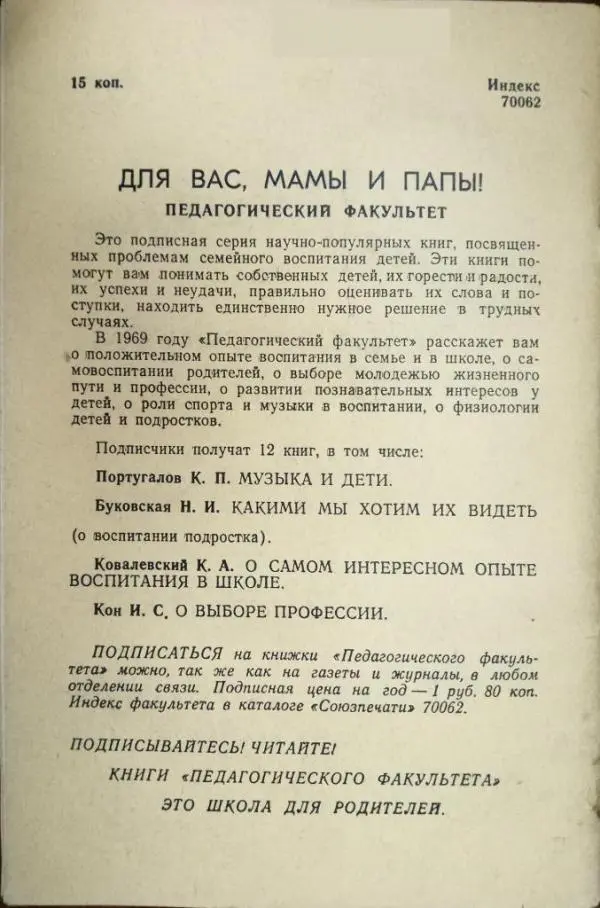 15 коп.
Индекс
70062
ДЛЯ ВАС, МАМЫ И ПАПЫ!
ПЕДАГОГИЧЕСКИЙ ФАКУЛЬТЕТ
Это подписная серия научно-популярных книг, посвящен-
ных проблемам семейного воспитания детей. Эти книги по-
могут вам понимать собственных детей, их горести и радости,
их успехи и неудачи, правильно оценивать их слова и по-
ступки, находить единственно нужное решение в трудных
случаях.
В 1969 году «Педагогический факультет» расскажет вам
о положительном опыте воспитания в семье и в школе, о са-
мовоспитании родителей, о выборе молодежью жизненного
пути и профессии, о развитии познавательных интересов у
детей, о роли спорта и музыки в воспитании, о физиологии
детей и подростков.
Подписчики получат 12 книг, в том числе:
Португалов К. П. МУЗЫКА И ДЕТИ.
Буковская Н. И. КАКИМИ МЫ ХОТИМ ИХ ВИДЕТЬ
(о воспитании подростка).
Ковалевский К. А. О САМОМ ИНТЕРЕСНОМ ОПЫТЕ
ВОСПИТАНИЯ В ШКОЛЕ.
Кон И. С. О ВЫБОРЕ ПРОФЕССИИ.
ПОДПИСАТЬСЯ на книжки «Педагогического факуль-
тета» можно, так же как на газеты и журналы, в любом
отделении связи. Подписная цена на год — 1 руб. 80 коп.
Индекс факультета в каталоге «Союзпечати» 70062.
ПОДПИСЫВАЙТЕСЬ! ЧИТАЙТЕ!
КНИГИ «ПЕДАГОГИЧЕСКОГО ФАКУЛЬТЕТА»
ЭТО ШКОЛА ДЛЯ РОДИТЕЛЕЙ.